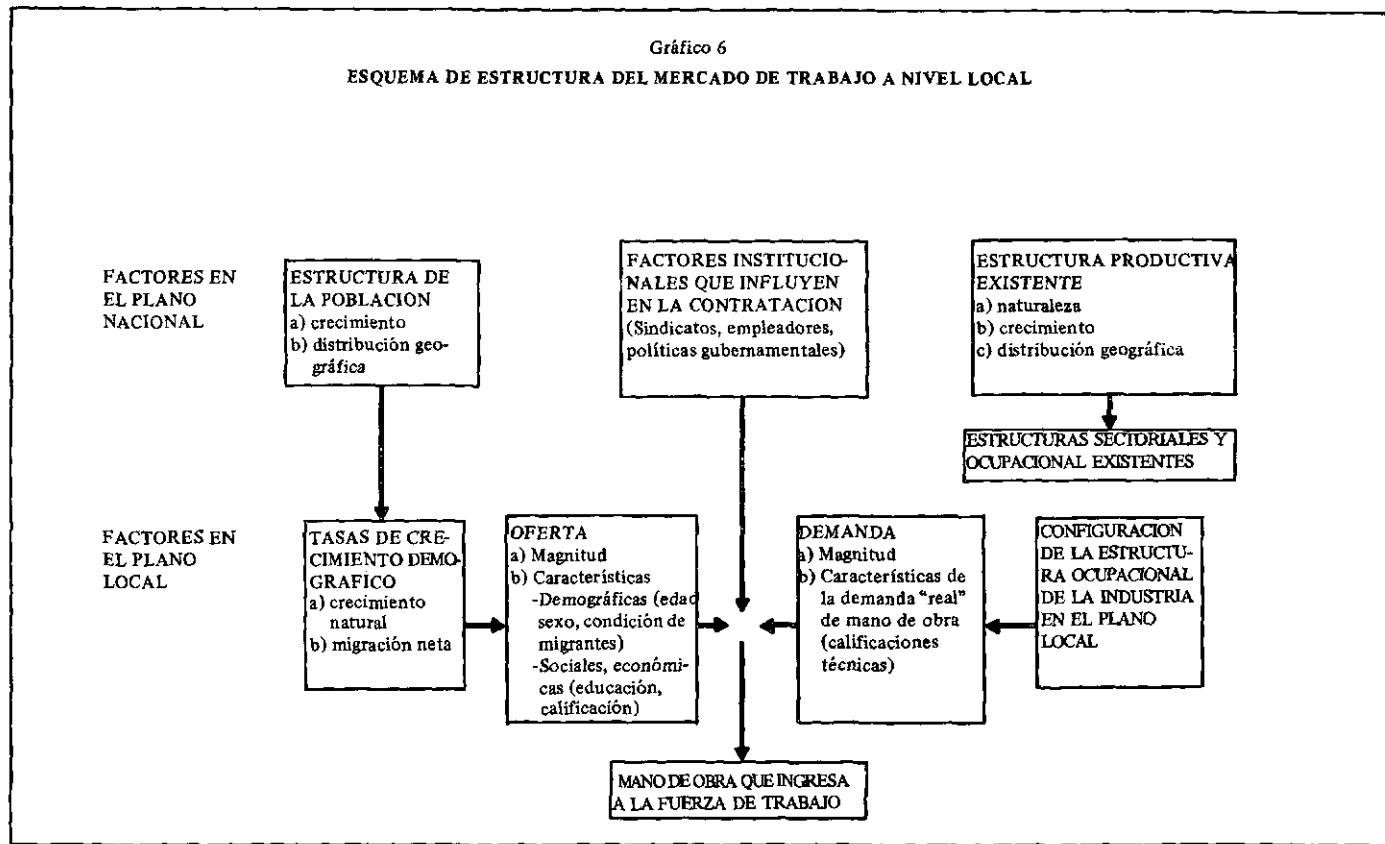 Gráfico 6
ESQUEMA DE ESTRUCTURA DEL MERCADO DE TRABAJO A NIVEL LOCAL
FACTORES EN
EL PLANO
NACIONAL
ESTRUCTURA DE
LA POBLACION
a) crecimiento
b) distribución geo-
gráfica
FACTORES INSTITUCIO-
NALES QUE INFLUYEN
EN LA CONTRATACION
(Sindicatos, empleadores,
políticas gubernamentales)
ESTRUCTURA PRODUCTIVA
EXISTENTE
a) naturaleza
b) crecimiento
c) distribución geográfica
ESTRUCTURAS SECTORIALES Y
OCUPACIONAL EXISTENTES
FACTORES EN
EL PLANO
LOCAL
TASAS DE CRE-
CIMIENTO DEMO-
GRAFICO
a) crecimiento
natural
b) migración neta
OFERTA
a) Magnitud
b) Características
-Demográficas (edad
sexo, condición de
migrantes)
-Sociales, económi-
cas (educación,
calificación)
DEMANDA
a) Magnitud
b) Características de
la demanda "real"
de mano de obra
(calificaciones
técnicas)
CONFIGURACION
DE LA ESTRUCTU-
RA OCUPACIONAL
DE LA INDUSTRIA
EN EL PLANO
LOCAL
MANO DE OBRA QUE INGRESA
A LA FUERZA DE TRABAJO